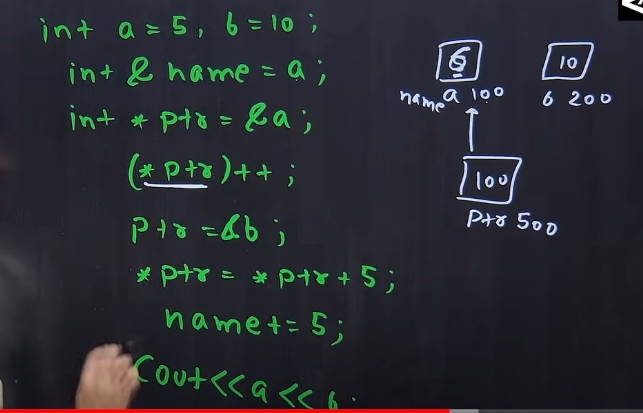 int a = 5, b = 10 ;
int & name = a ;
int * ptr = &a ;
(* ptr)++ ;
ptr = &b ;
*ptr = *ptr + 5 ;
name += 5 ;
Cout << a << b ;
6
name a 100
10
b 200
100
ptr 500